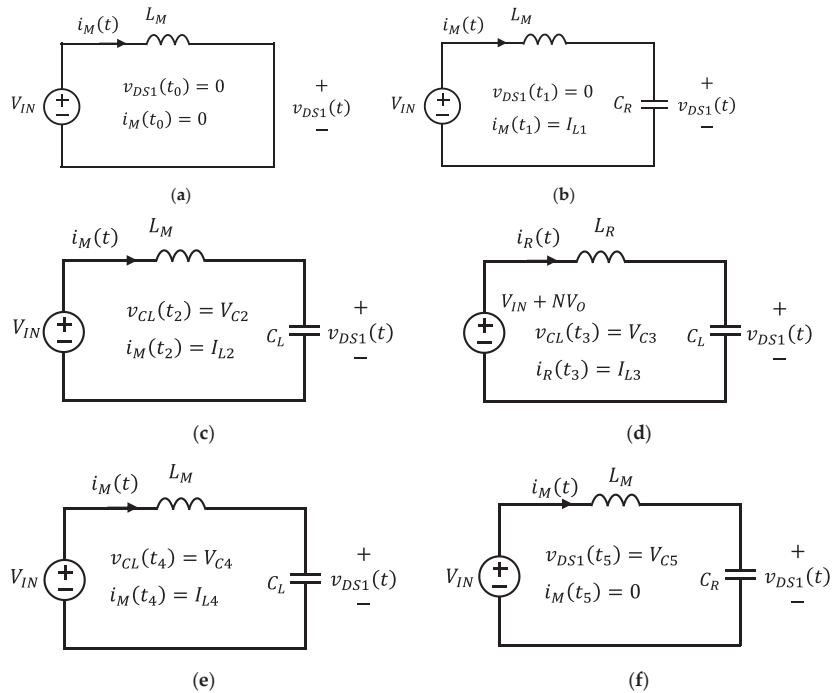 i_M(t) L_M
V_IN + − v_DS1(t_0) = 0
i_M(t_0) = 0
+ v_DS1(t) −
(a)
i_M(t) L_M
V_IN + − v_DS1(t_1) = 0
i_M(t_1) = I_L1
C_R + v_DS1(t) −
(b)
i_M(t) L_M
V_IN + − v_CL(t_2) = V_C2
i_M(t_2) = I_L2
C_L + v_DS1(t) −
(c)
i_R(t) L_R
V_IN + NV_O
+ − v_CL(t_3) = V_C3
i_R(t_3) = I_L3
C_L + v_DS1(t) −
(d)
i_M(t) L_M
V_IN + − v_CL(t_4) = V_C4
i_M(t_4) = I_L4
C_L + v_DS1(t) −
(e)
i_M(t) L_M
V_IN + − v_DS1(t_5) = V_C5
i_M(t_5) = 0
C_R + v_DS1(t) −
(f)